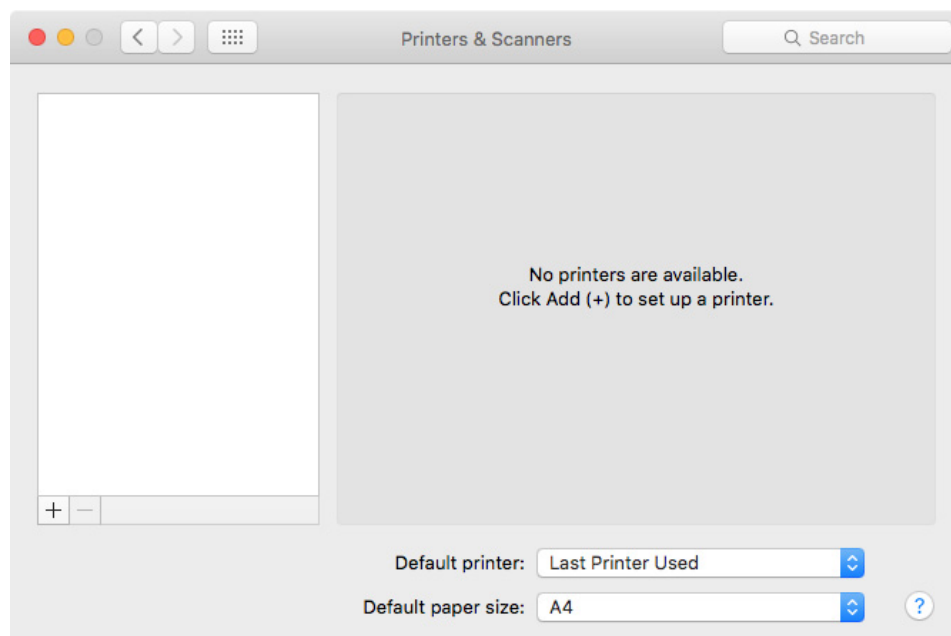 Printers & Scanners
Search
No printers are available.
Click Add (+) to set up a printer.
+ −
Default printer: Last Printer Used
Default paper size: A4
?